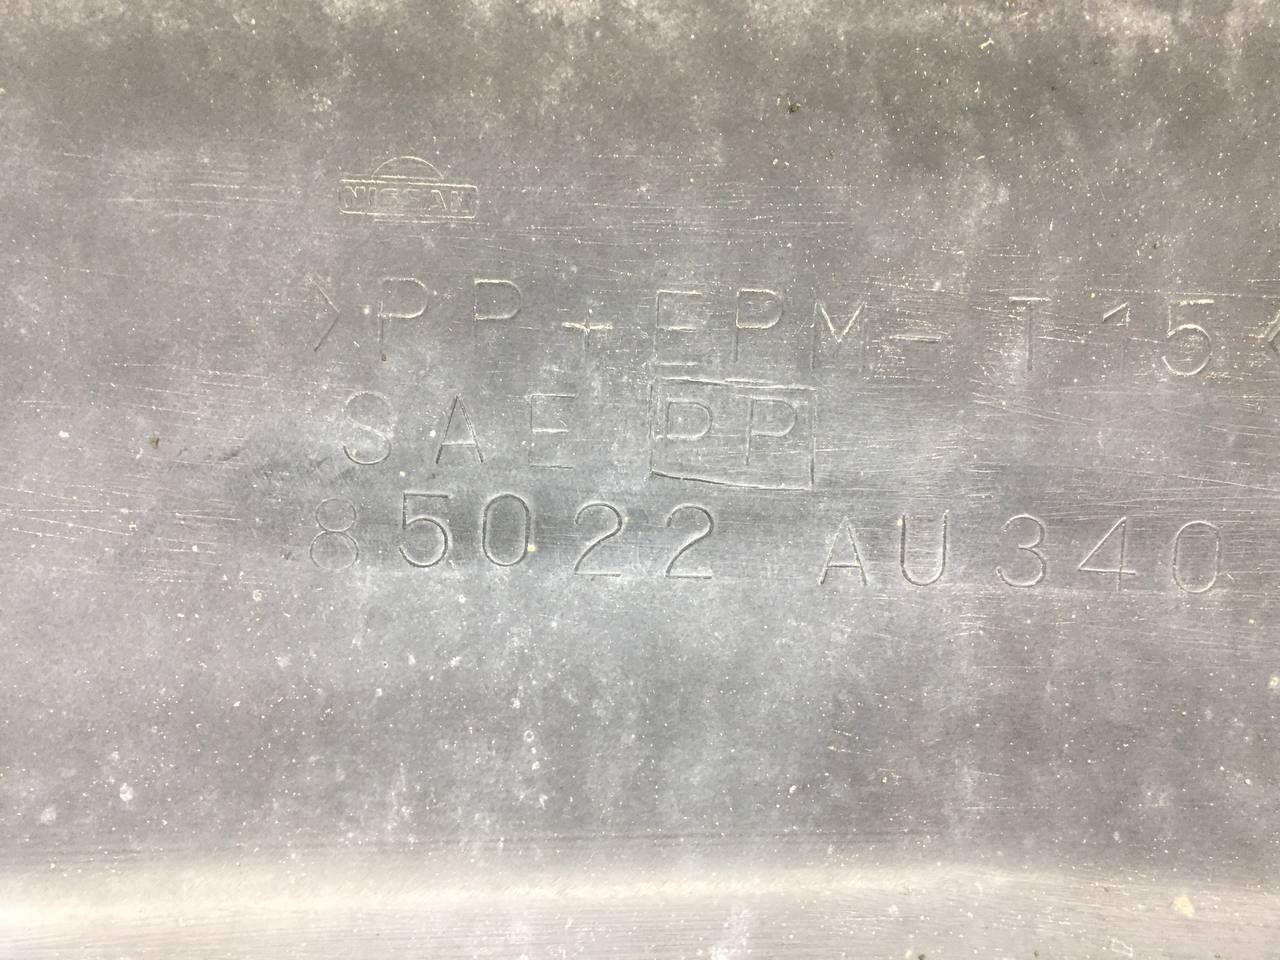 NISSAN
>PP+EPM-T15<
SAE PP
85022 AU340